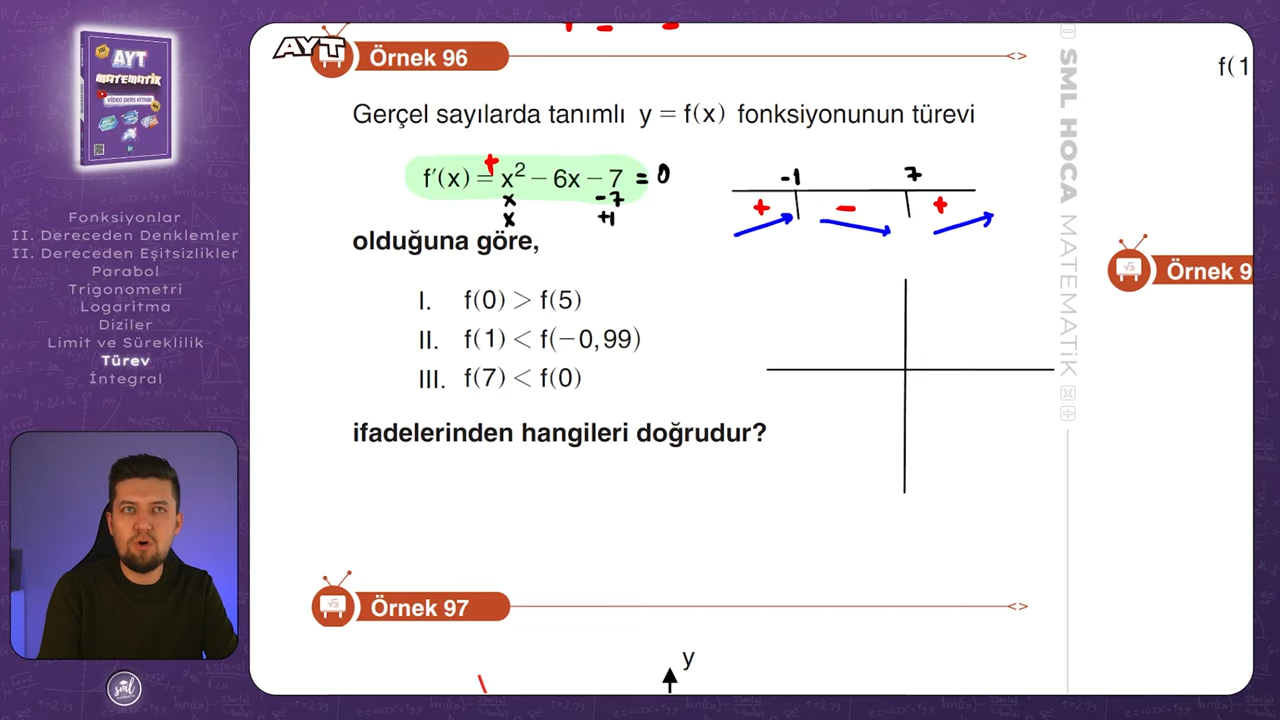 AYT
MATEMATİK
VİDEO DERS KİTABI
Fonksiyonlar
II. Dereceden Denklemler
II. Dereceden Eşitsizlikler
Parabol
Trigonometri
Logaritma
Diziler
Limit ve Süreklilik
Türev
İntegral
sml
AYT
Örnek 96
Gerçel sayılarda tanımlı y = f(x) fonksiyonunun türevi
+
f′(x) = x² − 6x − 7 = 0
x -7
x +1
-1 7
+ - +
olduğuna göre,
I. f(0) > f(5)
II. f(1) < f(−0,99)
III. f(7) < f(0)
ifadelerinden hangileri doğrudur?
Örnek 97
y
SML HOCA MATEMATİK
f(1
√3
Örnek 9